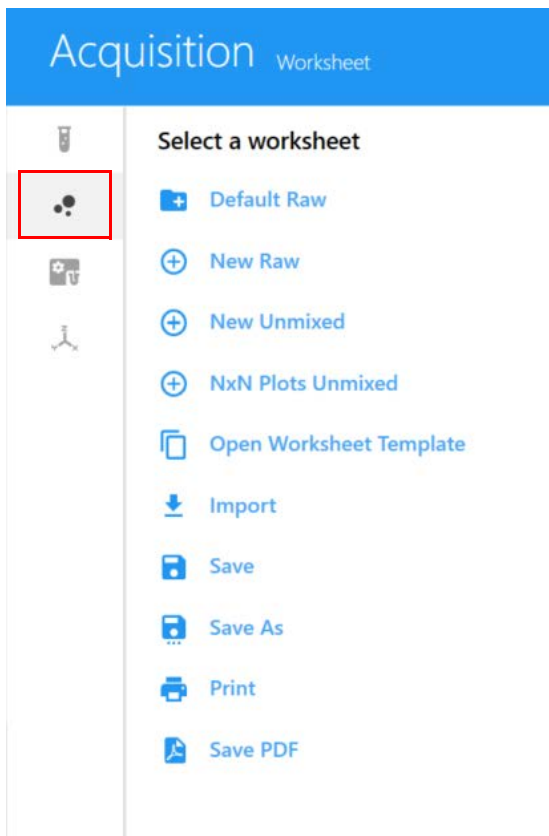 Acquisition Worksheet
Select a worksheet
Default Raw
New Raw
New Unmixed
NxN Plots Unmixed
Open Worksheet Template
Import
Save
Save As
Print
Save PDF